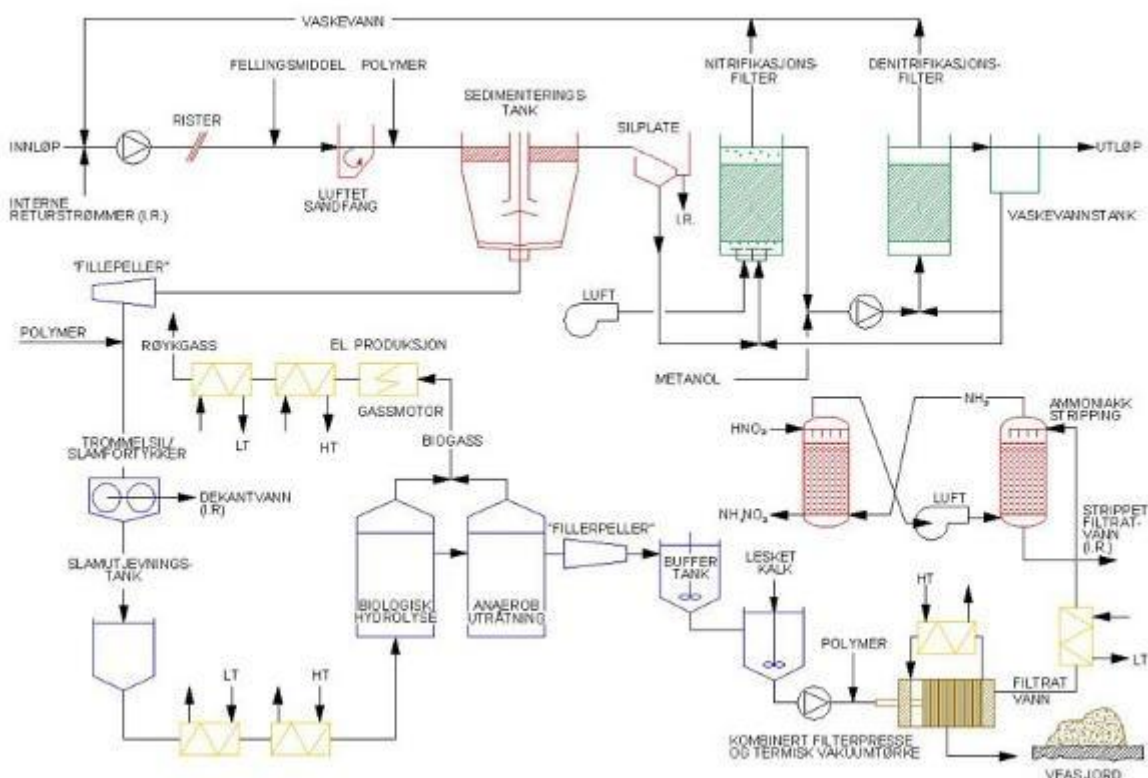 VASKEVANN
FELLINGSMIDDEL
POLYMER
NITRIFIKASJONS-
FILTER
DENITRIFIKASJONS-
FILTER
SEDIMENTERINGS-
TANK
RISTER
SILPLATE
INNLØP
UTLØP
LUFTET
SANDFANG
INTERNE
RETURSTRØMMER (I.R.)
I.R.
VASKEVANNSTANK
"FILLEPELLER"
LUFT
POLYMER
RØYKGASS
EL PRODUKSJON
METANOL
GASSMOTOR
LT
HT
BIOGASS
NH₃
AMMONIAKK
STRIPPING
HNO₃
TROMMELSIL/
SLAMFORTYKKER
DEKANTVANN
(I.R)
LUFT
NH₄NO₃
STRIPPET
FILTRAT-
VANN
(I.R.)
"FILLERPELLER"
SLAMUTJEVNINGS-
TANK
BUFFER
TANK
LESKET
KALK
HT
BIOLOGISK
HYDROLYSE
ANAEROB
UTRÅTNING
POLYMER
LT
LT
HT
FILTRAT
VANN
KOMBINERT FILTERPRESSE
OG TERMISK VAKUUMTØRKE
VEASJORD